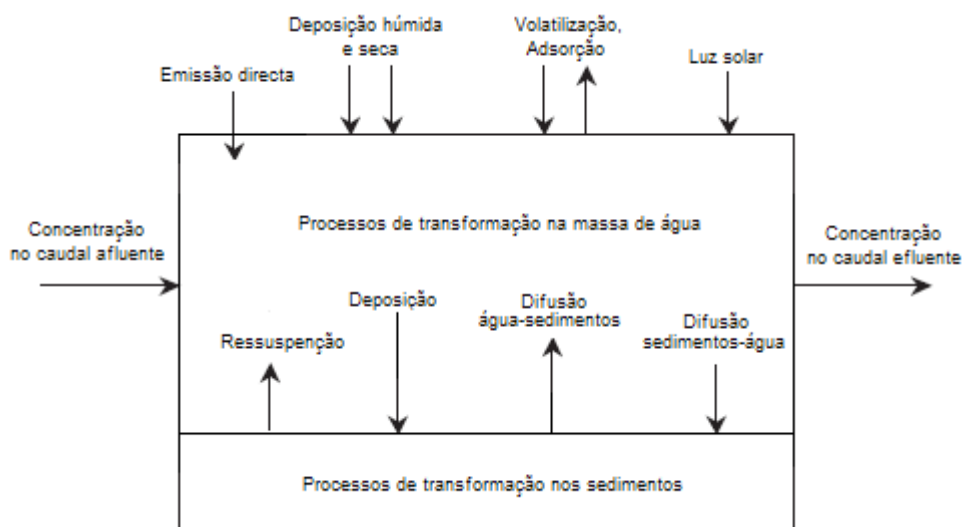 Deposição húmida
e seca
Volatilização,
Adsorção
Luz solar
Emissão directa
Processos de transformação na massa de água
Concentração
no caudal afluente
Concentração
no caudal efluente
Deposição
Difusão
água-sedimentos
Difusão
sedimentos-água
Ressuspenção
Processos de transformação nos sedimentos